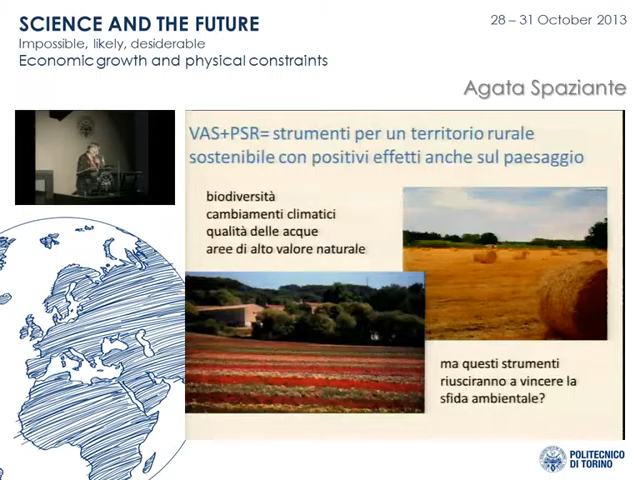 SCIENCE AND THE FUTURE
Impossible, likely, desiderable
Economic growth and physical constraints
28 – 31 October 2013
Agata Spaziante
VAS+PSR= strumenti per un territorio rurale
sostenibile con positivi effetti anche sul paesaggio
biodiversità
cambiamenti climatici
qualità delle acque
aree di alto valore naturale
ma questi strumenti
riusciranno a vincere la
sfida ambientale?
POLITECNICO
DI TORINO